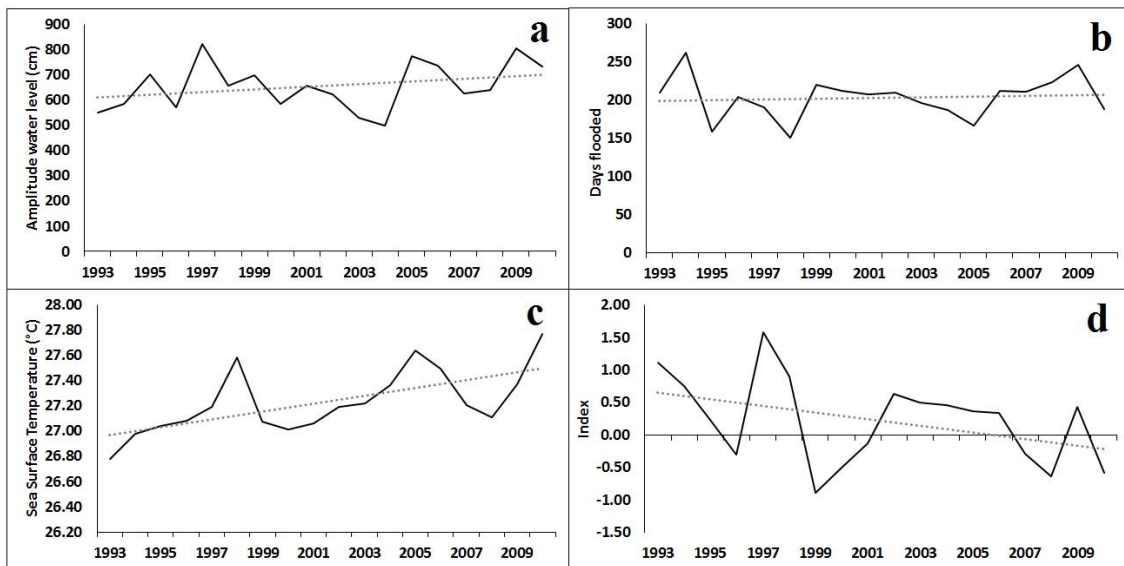 a
900
800
700
600
500
400
300
200
100
0
Amplitude water level (cm)
1993 1995 1997 1999 2001 2003 2005 2007 2009
b
300
250
200
150
100
50
0
Days flooded
1993 1995 1997 1999 2001 2003 2005 2007 2009
c
28.00
27.80
27.60
27.40
27.20
27.00
26.80
26.60
26.40
26.20
Sea Surface Temperature (°C)
1993 1995 1997 1999 2001 2003 2005 2007 2009
d
2.00
1.50
1.00
0.50
0.00
-0.50
-1.00
-1.50
Index
1993 1995 1997 1999 2001 2003 2005 2007 2009